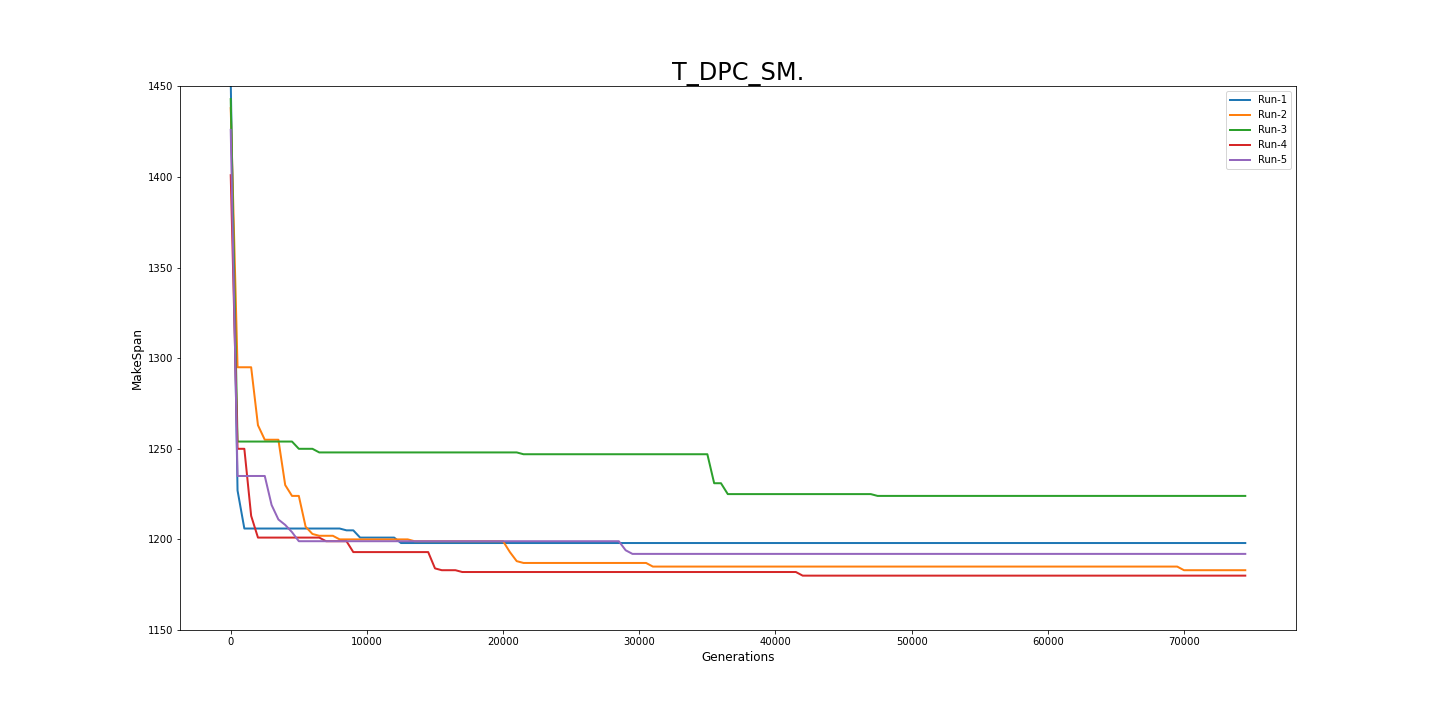 T_DPC_SM.
MakeSpan
1450
1400
1350
1300
1250
1200
1150
Run-1
Run-2
Run-3
Run-4
Run-5
0 10000 20000 30000 40000 50000 60000 70000
Generations